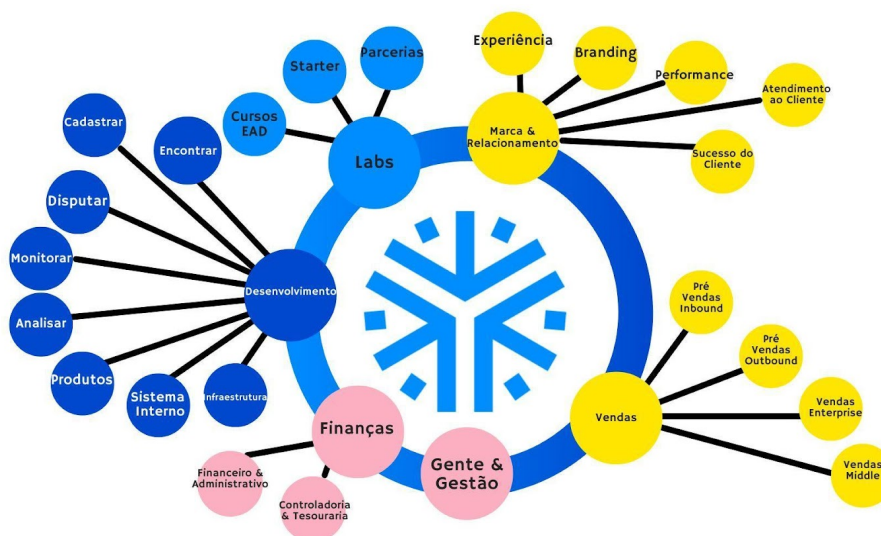 Experiência
Branding
Performance
Atendimento
ao Cliente
Sucesso do
Cliente
Marca &
Relacionamento
Parcerias
Starter
Cursos
EAD
Labs
Cadastrar
Encontrar
Disputar
Monitorar
Analisar
Produtos
Sistema
Interno
Infraestrutura
Desenvolvimento
Finanças
Financeiro &
Administrativo
Controladoria
& Tesouraria
Gente &
Gestão
Vendas
Pré
Vendas
Inbound
Pré
Vendas
Outbound
Vendas
Enterprise
Vendas
Middle